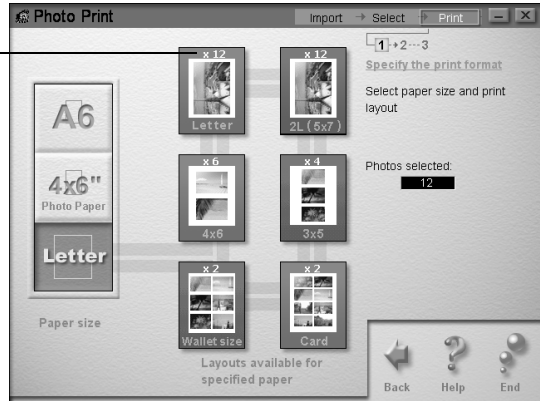 Photo Print
Import → Select → Print
1→2···3
Specify the print format
Select paper size and print
layout
Photos selected:
12
A6
4x6"
Photo Paper
Letter
Paper size
x 12
Letter
x 12
2L (5x7)
x 6
4x6
x 4
3x5
x 2
Wallet size
x 2
Card
Layouts available for
specified paper
Back
Help
End